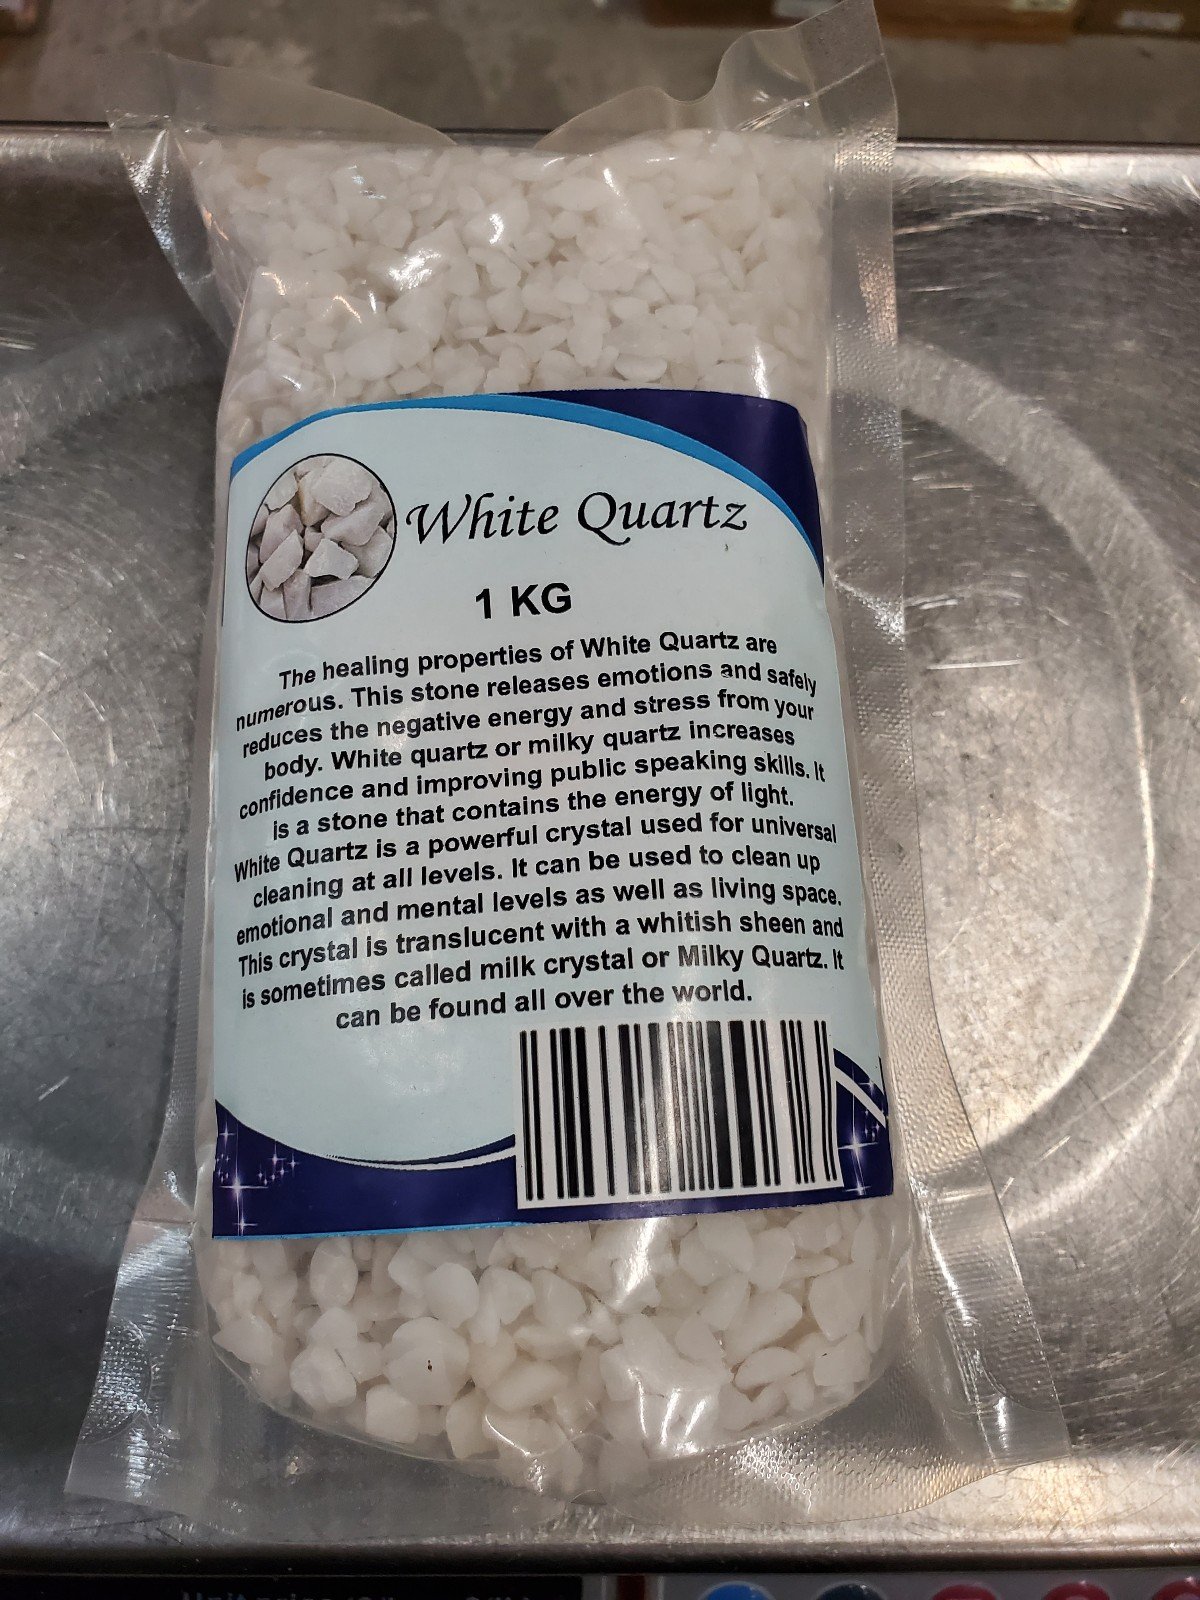 White Quartz
1 KG
The healing properties of White Quartz are
numerous. This stone releases emotions and safely
reduces the negative energy and stress from your
body. White quartz or milky quartz increases
confidence and improving public speaking skills. It
is a stone that contains the energy of light.
White Quartz is a powerful crystal used for universal
cleaning at all levels. It can be used to clean up
emotional and mental levels as well as living space.
This crystal is translucent with a whitish sheen and
is sometimes called milk crystal or Milky Quartz. It
can be found all over the world.